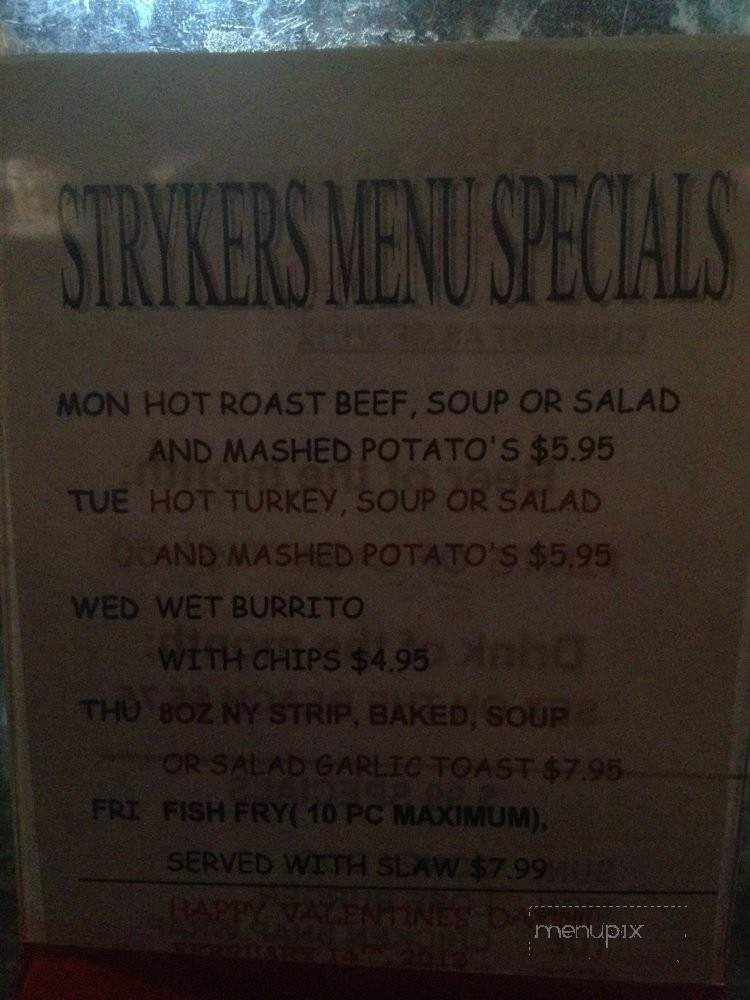 STRYKERS MENU SPECIALS
MON HOT ROAST BEEF, SOUP OR SALAD
AND MASHED POTATO'S $5.95
TUE HOT TURKEY, SOUP OR SALAD
AND MASHED POTATO'S $5.95
WED WET BURRITO
WITH CHIPS $4.95
THU 8OZ NY STRIP, BAKED, SOUP
OR SALAD GARLIC TOAST $7.95
FRI FISH FRY( 10 PC MAXIMUM),
SERVED WITH SLAW $7.99
HAPPY VALENTINES
FEBRUARY 14TH, 2013
menupix